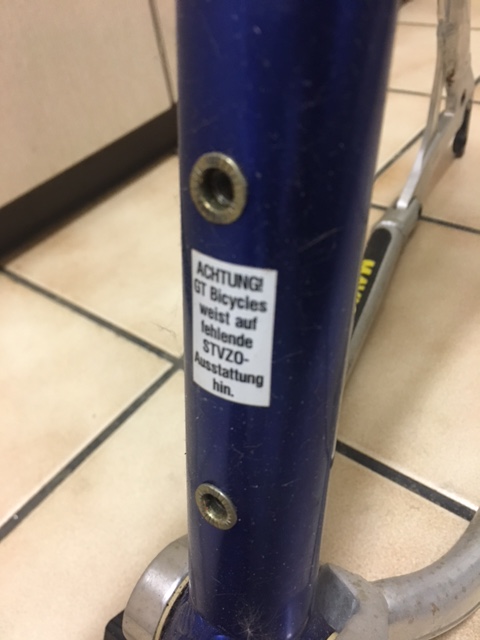 ACHTUNG!
GT Bicycles
weist auf
fehlende
STVZO-
Ausstattung
hin.